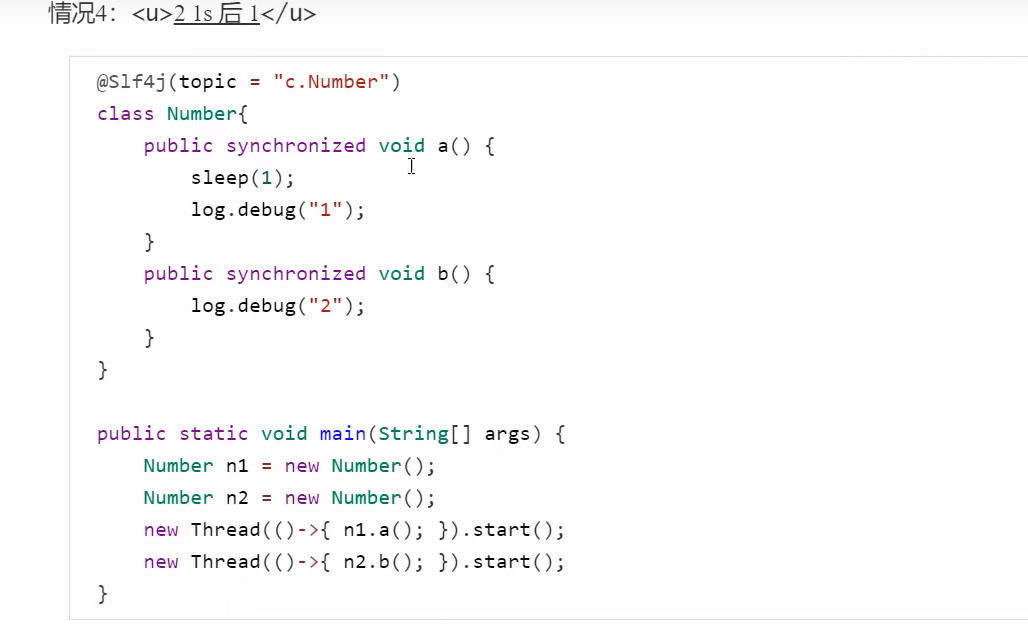 情况4：<u>2 1s 后 1</u>
@Slf4j(topic = "c.Number")
class Number{
    public synchronized void a() {
        sleep(1);
        log.debug("1");
    }
    public synchronized void b() {
        log.debug("2");
    }
}

public static void main(String[] args) {
    Number n1 = new Number();
    Number n2 = new Number();
    new Thread(()->{ n1.a(); }).start();
    new Thread(()->{ n2.b(); }).start();
}